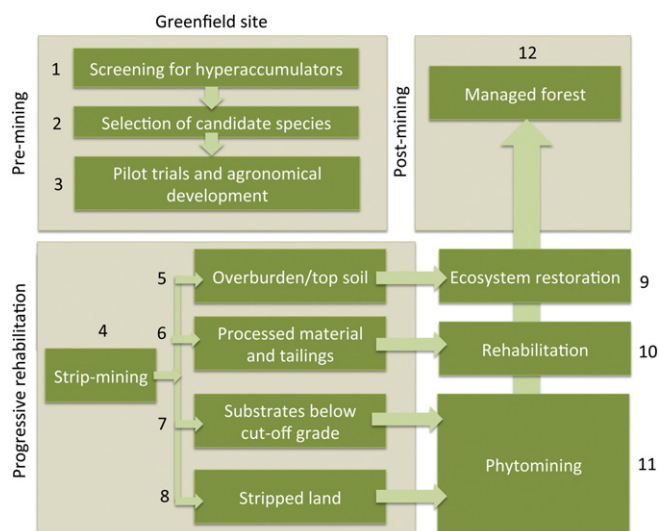 Greenfield site
Pre-mining
1
Screening for hyperaccumulators
2
Selection of candidate species
3
Pilot trials and agronomical
development
Post-mining
12
Managed forest
Progressive rehabilitation
4
Strip-mining
5
Overburden/top soil
6
Processed material
and tailings
7
Substrates below
cut-off grade
8
Stripped land
Ecosystem restoration
9
Rehabilitation
10
Phytomining
11